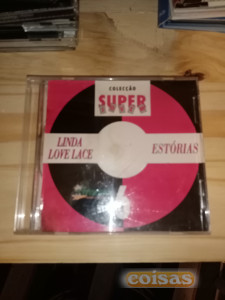 COLECÇÃO
SUPER
LINDA
LOVE LACE
ESTÓRIAS
coisas